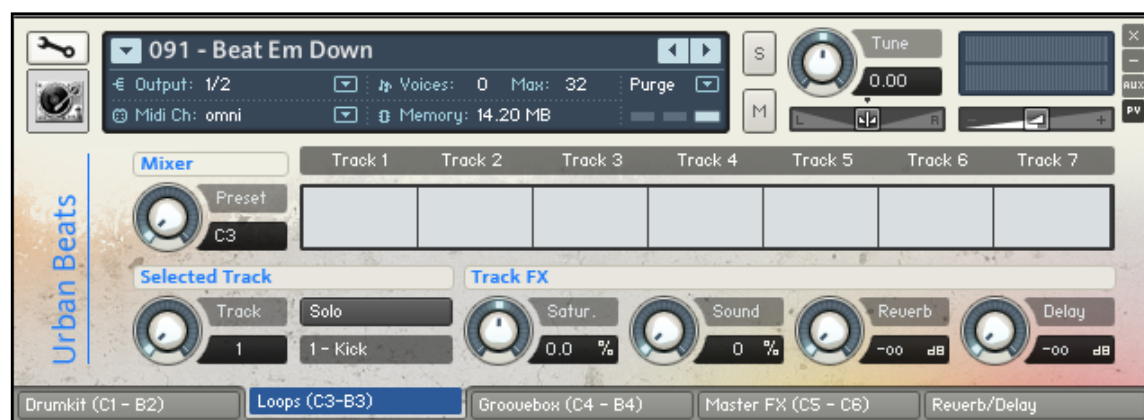 091 - Beat Em Down
S
Tune
Output: 1/2
Voices: 0 Max: 32
Purge
0.00
AUX
Midi Ch: omni
Memory: 14.20 MB
M
L R
- +
PV
Urban Beats
Mixer
Track 1 Track 2 Track 3 Track 4 Track 5 Track 6 Track 7
Preset
C3
Selected Track
Track FX
Track
Solo
Satur.
Sound
Reverb
Delay
1
1 - Kick
0.0 %
0 %
-oo dB
-oo dB
Drumkit (C1 - B2)
Loops (C3-B3)
Groovebox (C4 - B4)
Master FX (C5 - C6)
Reverb/Delay